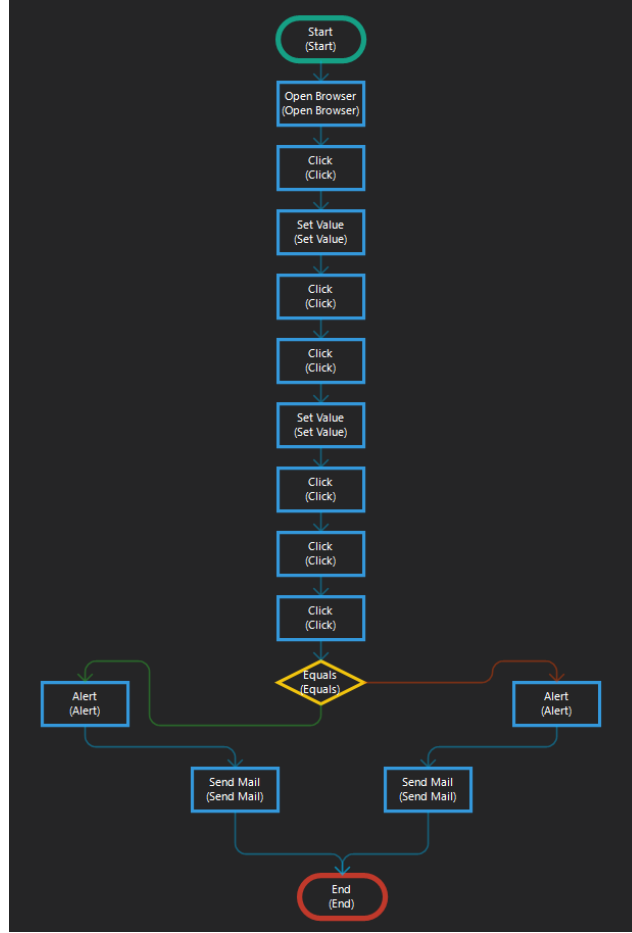 Start
(Start)
Open Browser
(Open Browser)
Click
(Click)
Set Value
(Set Value)
Click
(Click)
Click
(Click)
Set Value
(Set Value)
Click
(Click)
Click
(Click)
Click
(Click)
Equals
(Equals)
Alert
(Alert)
Alert
(Alert)
Send Mail
(Send Mail)
Send Mail
(Send Mail)
End
(End)